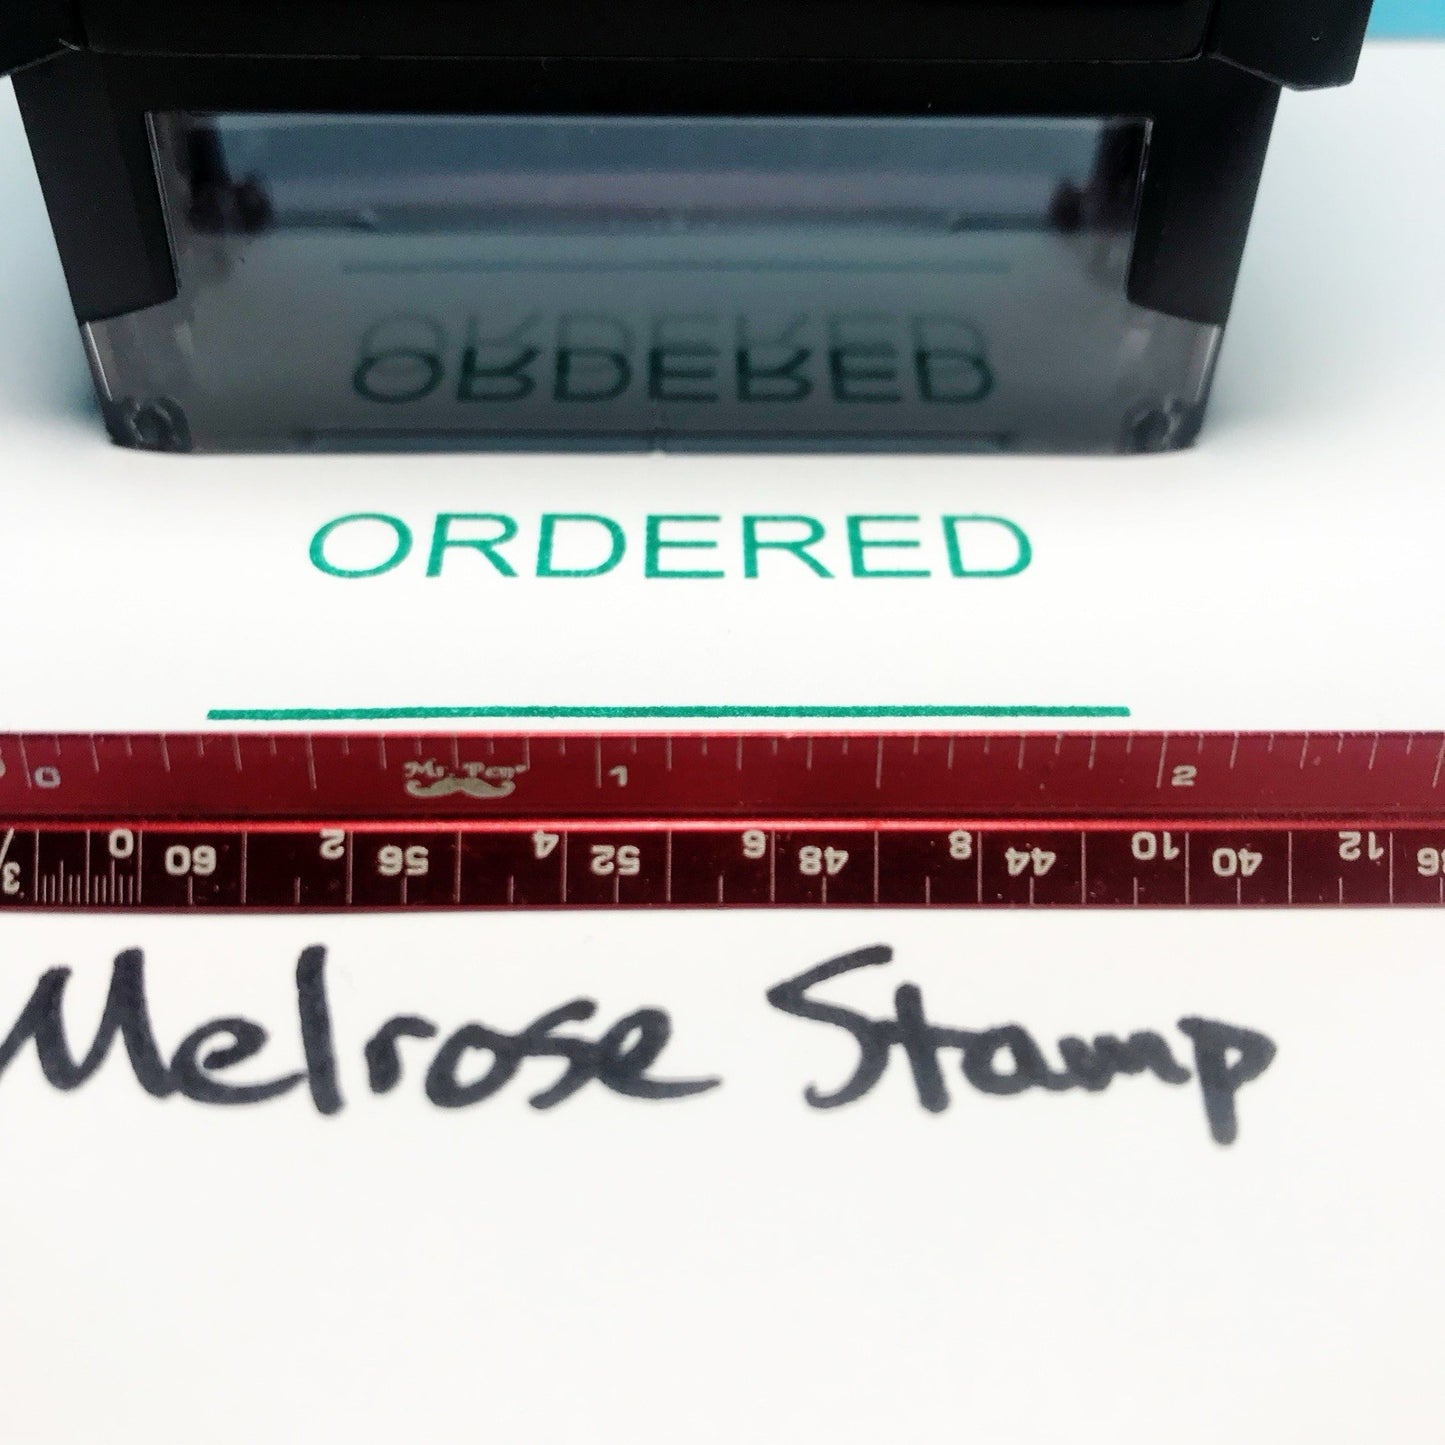 ORDERED
ORDERED
0 Mr. Pen 1 2
0 60 2 56 4 52 6 48 8 44 10 40 12 36
Melrose Stamp